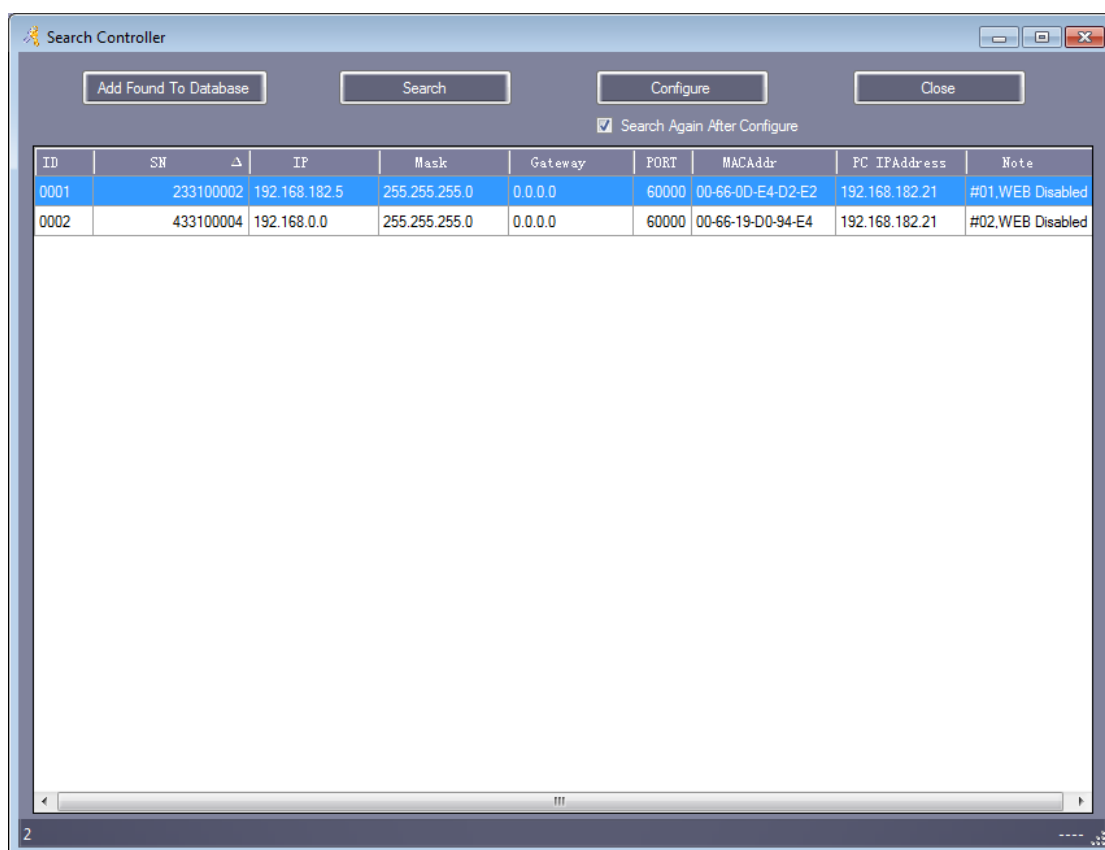 Search Controller
Add Found To Database Search Configure Close
Search Again After Configure
ID SN Δ IP Mask Gateway PORT MACAddr PC IPAddress Note
0001 233100002 192.168.182.5 255.255.255.0 0.0.0.0 60000 00-66-0D-E4-D2-E2 192.168.182.21 #01,WEB Disabled
0002 433100004 192.168.0.0 255.255.255.0 0.0.0.0 60000 00-66-19-D0-94-E4 192.168.182.21 #02,WEB Disabled
2 ----